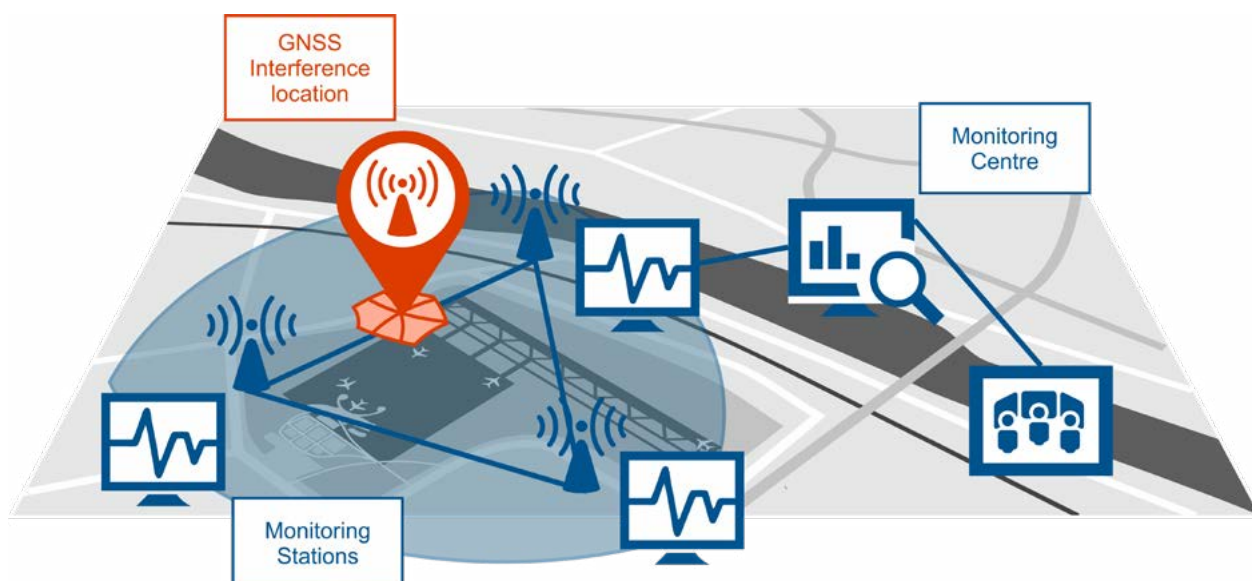 GNSS
Interference
location
Monitoring
Centre
Monitoring
Stations